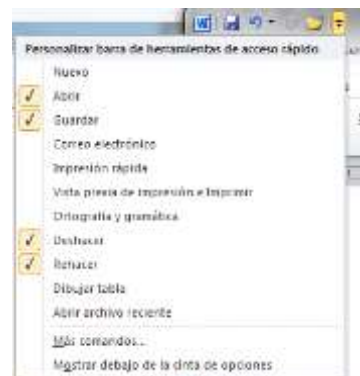 Personalizar barra de herramientas de acceso rápido
Nuevo
Abrir
Guardar
Correo electrónico
Impresión rápida
Vista previa de impresión e Imprimir
Ortografía y gramática
Deshacer
Rehacer
Dibujar tabla
Abrir archivo reciente
Más comandos...
Mostrar debajo de la cinta de opciones